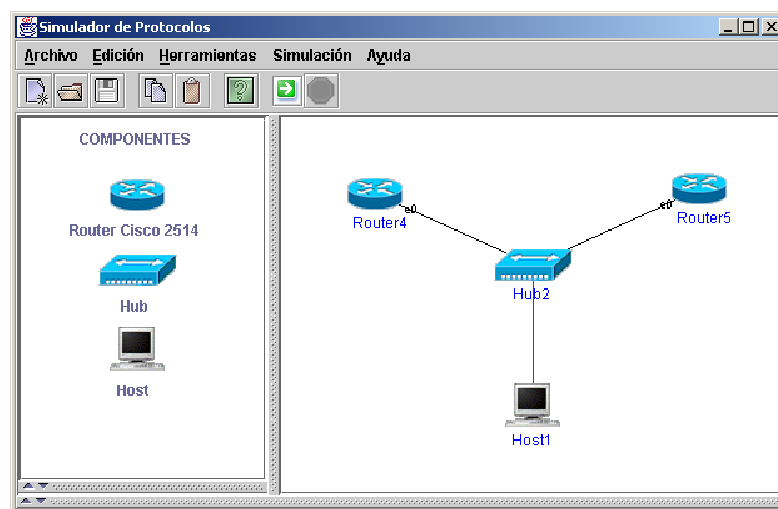 Simulador de Protocolos
Archivo Edición Herramientas Simulación Ayuda
COMPONENTES
Router Cisco 2514
Hub
Host
e0
Router4
e0
Router5
Hub2
Host1